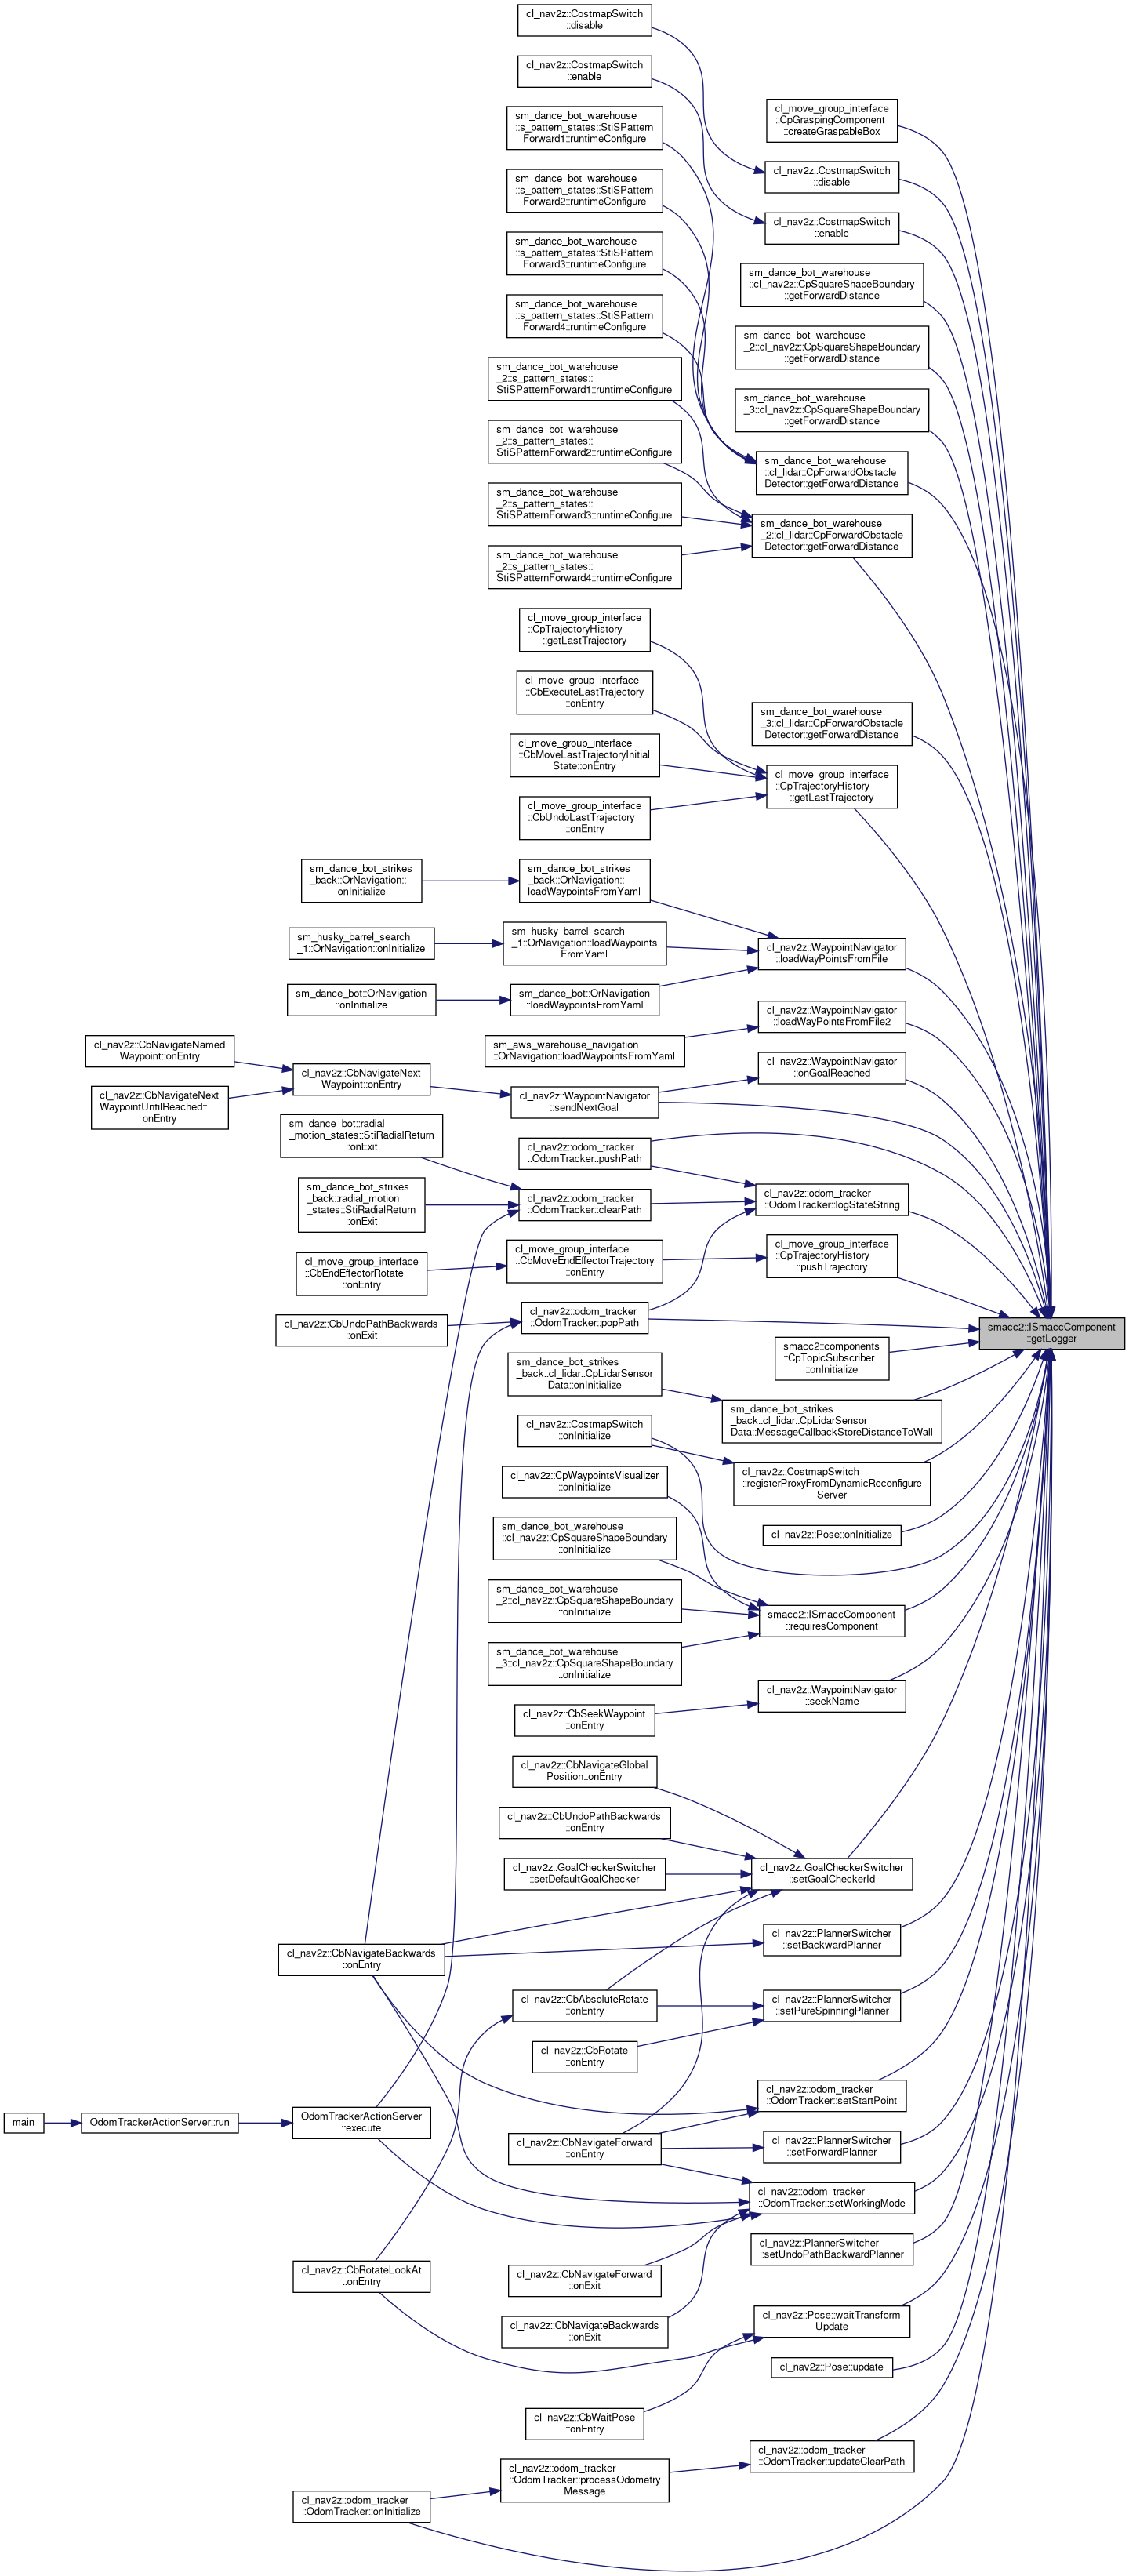 cl_nav2z::CostmapSwitch
::disable
cl_nav2z::CostmapSwitch
::enable
cl_move_group_interface
::CpGraspingComponent
::createGraspableBox
sm_dance_bot_warehouse
::s_pattern_states::StiSPattern
Forward1::runtimeConfigure
cl_nav2z::CostmapSwitch
::disable
sm_dance_bot_warehouse
::s_pattern_states::StiSPattern
Forward2::runtimeConfigure
cl_nav2z::CostmapSwitch
::enable
sm_dance_bot_warehouse
::s_pattern_states::StiSPattern
Forward3::runtimeConfigure
sm_dance_bot_warehouse
::cl_nav2z::CpSquareShapeBoundary
::getForwardDistance
sm_dance_bot_warehouse
::s_pattern_states::StiSPattern
Forward4::runtimeConfigure
sm_dance_bot_warehouse
_2::cl_nav2z::CpSquareShapeBoundary
::getForwardDistance
sm_dance_bot_warehouse
_2::s_pattern_states::
StiSPatternForward1::runtimeConfigure
sm_dance_bot_warehouse
_3::cl_nav2z::CpSquareShapeBoundary
::getForwardDistance
sm_dance_bot_warehouse
_2::s_pattern_states::
StiSPatternForward2::runtimeConfigure
sm_dance_bot_warehouse
::cl_lidar::CpForwardObstacle
Detector::getForwardDistance
sm_dance_bot_warehouse
_2::s_pattern_states::
StiSPatternForward3::runtimeConfigure
sm_dance_bot_warehouse
_2::cl_lidar::CpForwardObstacle
Detector::getForwardDistance
sm_dance_bot_warehouse
_2::s_pattern_states::
StiSPatternForward4::runtimeConfigure
cl_move_group_interface
::CpTrajectoryHistory
::getLastTrajectory
cl_move_group_interface
::CbExecuteLastTrajectory
::onEntry
sm_dance_bot_warehouse
_3::cl_lidar::CpForwardObstacle
Detector::getForwardDistance
cl_move_group_interface
::CbMoveLastTrajectoryInitial
State::onEntry
cl_move_group_interface
::CpTrajectoryHistory
::getLastTrajectory
cl_move_group_interface
::CbUndoLastTrajectory
::onEntry
sm_dance_bot_strikes
_back::OrNavigation::
onInitialize
sm_dance_bot_strikes
_back::OrNavigation::
loadWaypointsFromYaml
sm_husky_barrel_search
_1::OrNavigation::onInitialize
sm_husky_barrel_search
_1::OrNavigation::loadWaypoints
FromYaml
cl_nav2z::WaypointNavigator
::loadWayPointsFromFile
sm_dance_bot::OrNavigation
::onInitialize
sm_dance_bot::OrNavigation
::loadWaypointsFromYaml
cl_nav2z::WaypointNavigator
::loadWayPointsFromFile2
cl_nav2z::CbNavigateNamed
Waypoint::onEntry
sm_aws_warehouse_navigation
::OrNavigation::loadWaypointsFromYaml
cl_nav2z::CbNavigateNext
Waypoint::onEntry
cl_nav2z::WaypointNavigator
::onGoalReached
cl_nav2z::CbNavigateNext
WaypointUntilReached::
onEntry
cl_nav2z::WaypointNavigator
::sendNextGoal
sm_dance_bot::radial
_motion_states::StiRadialReturn
::onExit
cl_nav2z::odom_tracker
::OdomTracker::pushPath
sm_dance_bot_strikes
_back::radial_motion
_states::StiRadialReturn
::onExit
cl_nav2z::odom_tracker
::OdomTracker::clearPath
cl_nav2z::odom_tracker
::OdomTracker::logStateString
cl_move_group_interface
::CbEndEffectorRotate
::onEntry
cl_move_group_interface
::CbMoveEndEffectorTrajectory
::onEntry
cl_move_group_interface
::CpTrajectoryHistory
::pushTrajectory
cl_nav2z::CbUndoPathBackwards
::onExit
cl_nav2z::odom_tracker
::OdomTracker::popPath
smacc2::ISmaccComponent
::getLogger
smacc2::components
::CpTopicSubscriber
::onInitialize
sm_dance_bot_strikes
_back::cl_lidar::CpLidarSensor
Data::onInitialize
sm_dance_bot_strikes
_back::cl_lidar::CpLidarSensor
Data::MessageCallbackStoreDistanceToWall
cl_nav2z::CostmapSwitch
::onInitialize
cl_nav2z::CostmapSwitch
::registerProxyFromDynamicReconfigure
Server
cl_nav2z::CpWaypointsVisualizer
::onInitialize
cl_nav2z::Pose::onInitialize
sm_dance_bot_warehouse
::cl_nav2z::CpSquareShapeBoundary
::onInitialize
sm_dance_bot_warehouse
_2::cl_nav2z::CpSquareShapeBoundary
::onInitialize
smacc2::ISmaccComponent
::requiresComponent
sm_dance_bot_warehouse
_3::cl_nav2z::CpSquareShapeBoundary
::onInitialize
cl_nav2z::WaypointNavigator
::seekName
cl_nav2z::CbSeekWaypoint
::onEntry
cl_nav2z::CbNavigateGlobal
Position::onEntry
cl_nav2z::CbUndoPathBackwards
::onEntry
cl_nav2z::GoalCheckerSwitcher
::setDefaultGoalChecker
cl_nav2z::GoalCheckerSwitcher
::setGoalCheckerId
cl_nav2z::CbNavigateBackwards
::onEntry
cl_nav2z::PlannerSwitcher
::setBackwardPlanner
cl_nav2z::CbAbsoluteRotate
::onEntry
cl_nav2z::PlannerSwitcher
::setPureSpinningPlanner
cl_nav2z::CbRotate
::onEntry
cl_nav2z::odom_tracker
::OdomTracker::setStartPoint
main
OdomTrackerActionServer::run
OdomTrackerActionServer
::execute
cl_nav2z::CbNavigateForward
::onEntry
cl_nav2z::PlannerSwitcher
::setForwardPlanner
cl_nav2z::odom_tracker
::OdomTracker::setWorkingMode
cl_nav2z::PlannerSwitcher
::setUndoPathBackwardPlanner
cl_nav2z::CbRotateLookAt
::onEntry
cl_nav2z::CbNavigateForward
::onExit
cl_nav2z::CbNavigateBackwards
::onExit
cl_nav2z::Pose::waitTransform
Update
cl_nav2z::Pose::update
cl_nav2z::CbWaitPose
::onEntry
cl_nav2z::odom_tracker
::OdomTracker::updateClearPath
cl_nav2z::odom_tracker
::OdomTracker::processOdometry
Message
cl_nav2z::odom_tracker
::OdomTracker::onInitialize